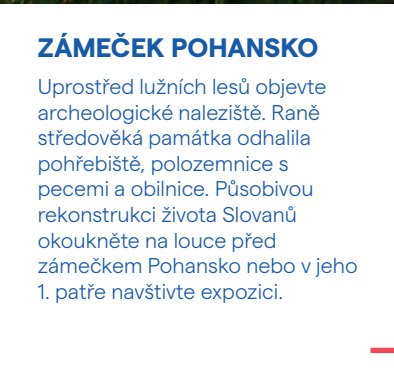 ZÁMEČEK POHANSKO
Uprostřed lužních lesů objevte
archeologické naleziště. Raně
středověká památka odhalila
pohřebiště, polozemnice s
pecemi a obilnice. Působivou
rekonstrukci života Slovanů
okoukněte na louce před
zámečkem Pohansko nebo v jeho
1. patře navštivte expozici.